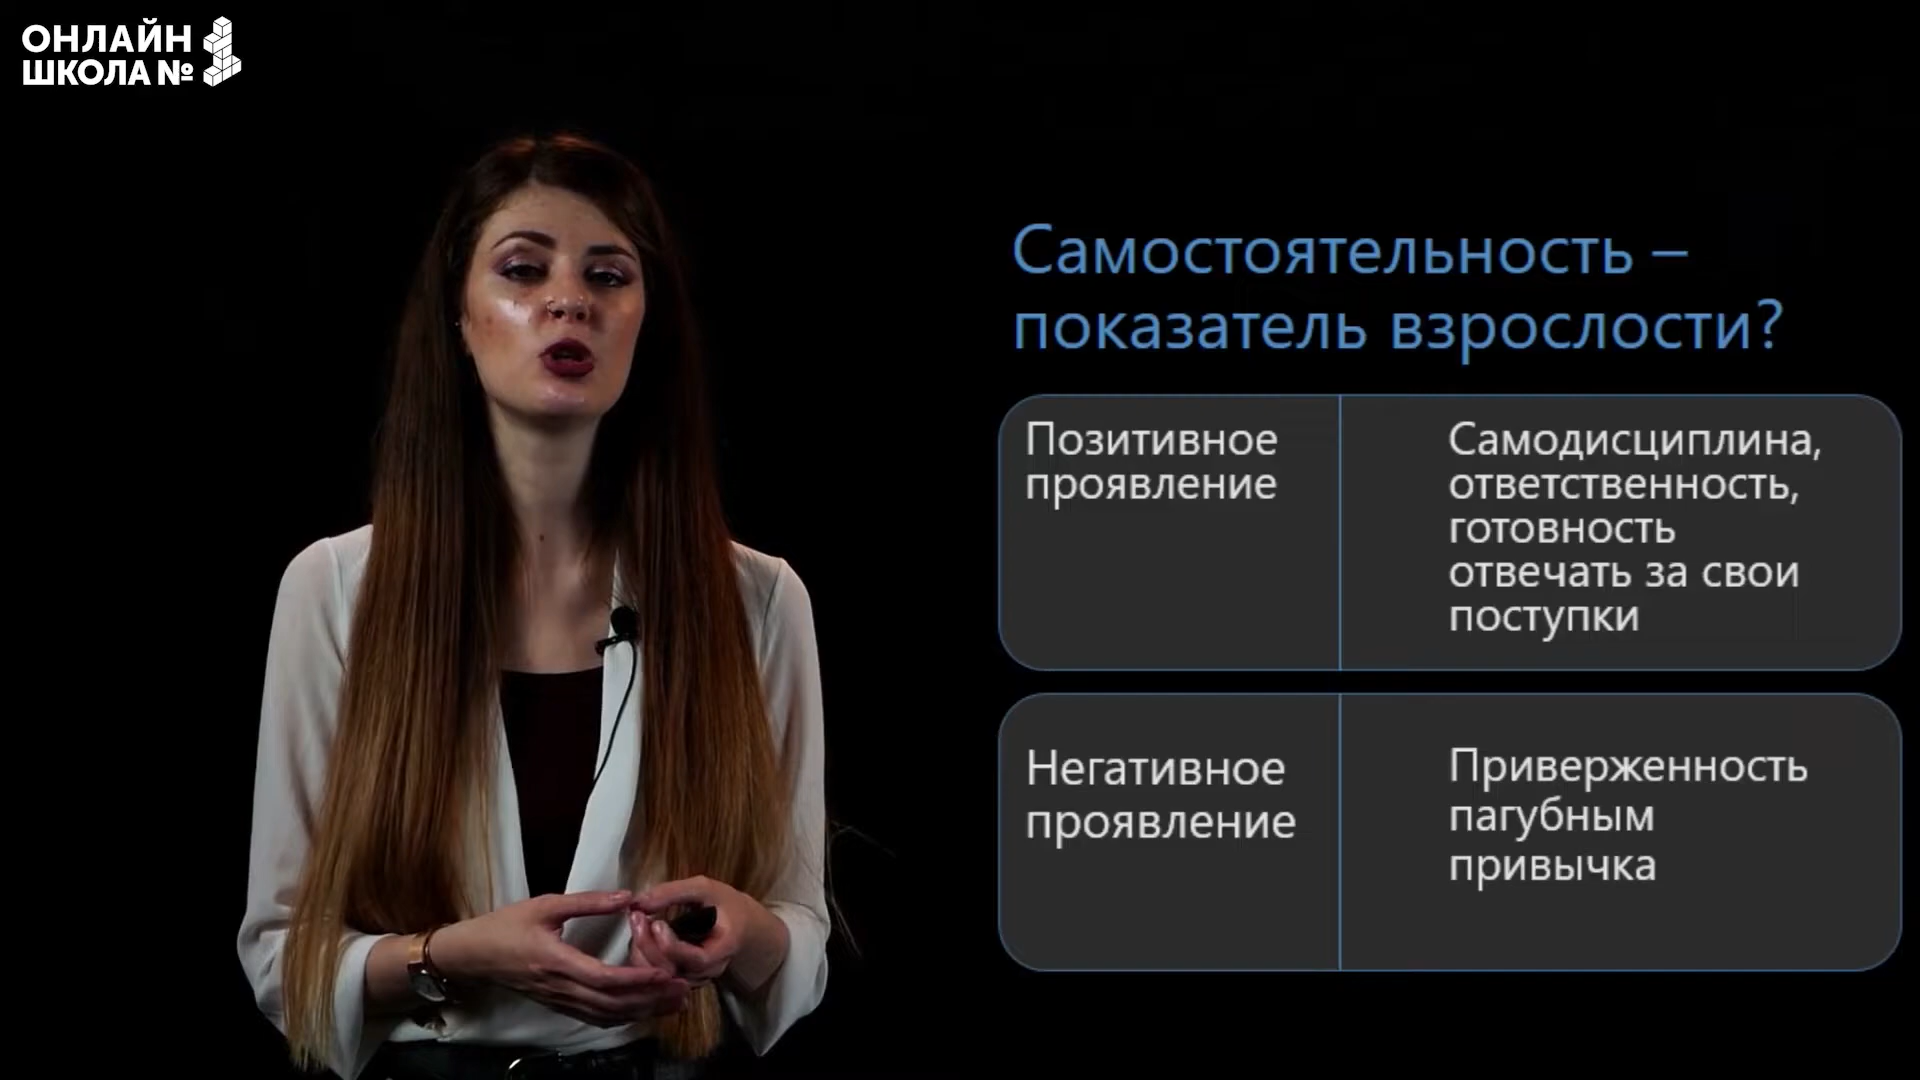 ОНЛАЙН
ШКОЛА №
Самостоятельность –
показатель взрослости?
Позитивное
проявление
Самодисциплина,
ответственность,
готовность
отвечать за свои
поступки
Негативное
проявление
Приверженность
пагубным
привычка